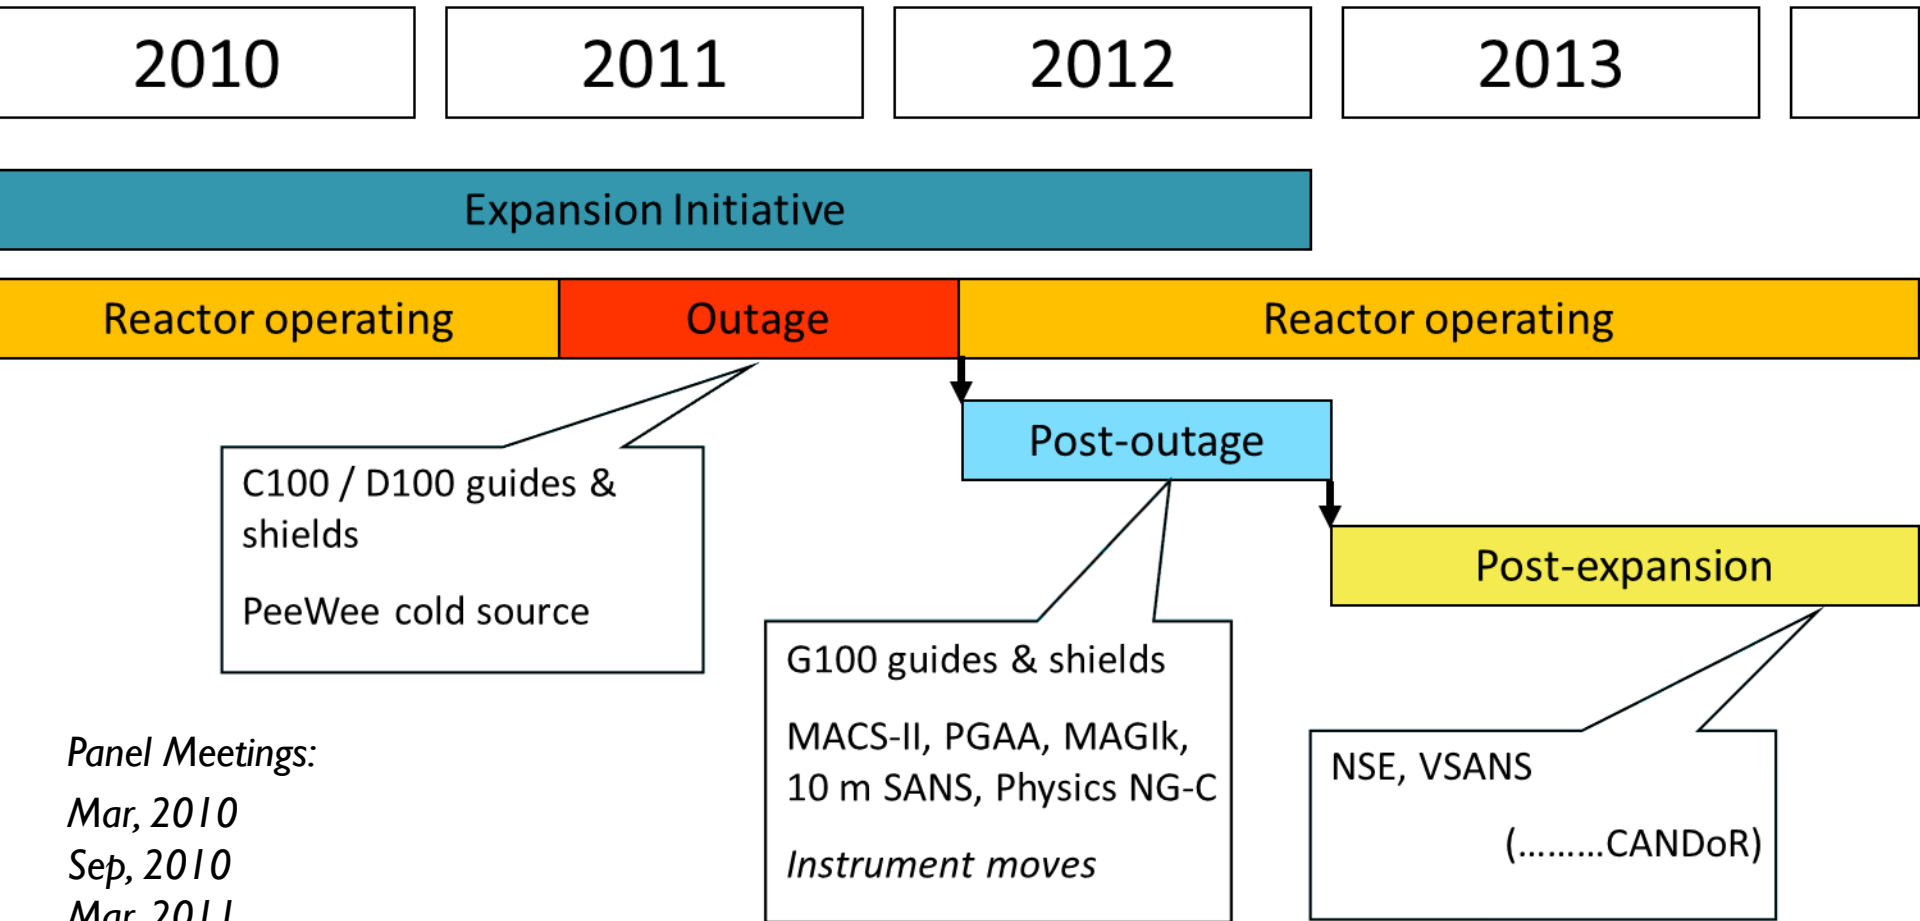 2010
2011
2012
2013
Expansion Initiative
Reactor operating
Outage
Reactor operating
Post-outage
Post-expansion
C100 / D100 guides &
shields
PeeWee cold source
G100 guides & shields
MACS-II, PGAA, MAGIk,
10 m SANS, Physics NG-C
Instrument moves
NSE, VSANS
(.........CANDoR)
Panel Meetings:
Mar, 2010
Sep, 2010
Mar, 2011